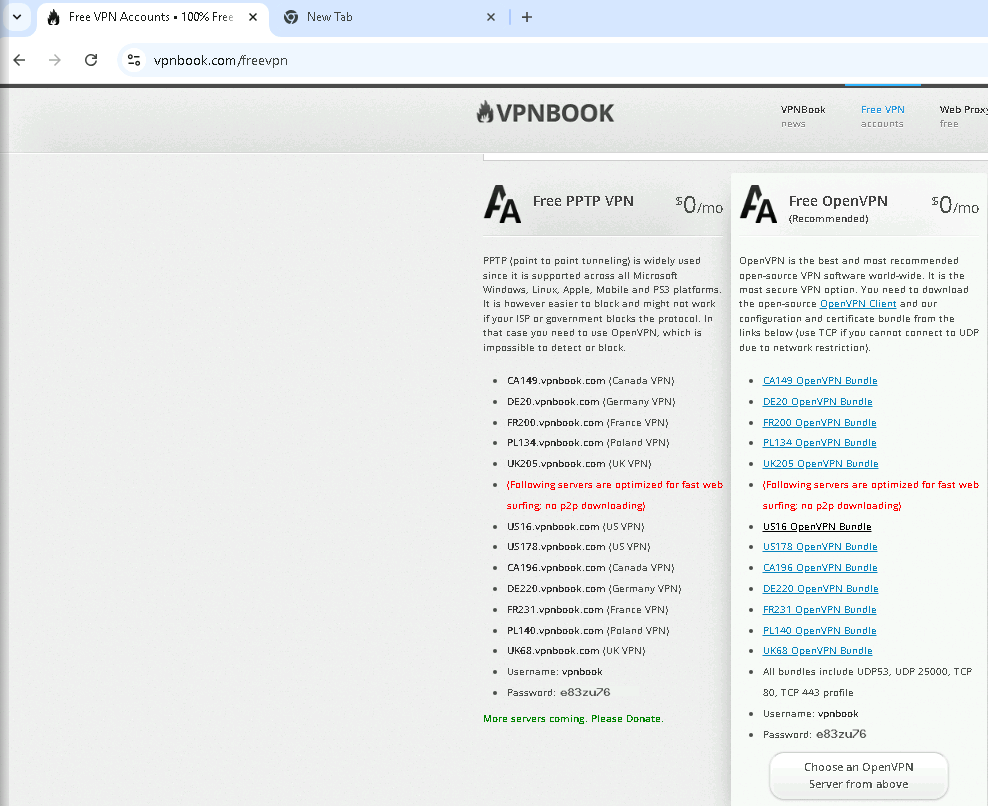 Free VPN Accounts • 100% Free
New Tab
vpnbook.com/freevpn
VPNBOOK
VPNBook
news
Free VPN
accounts
Web Proxy
free
Free PPTP VPN
$0/mo
PPTP (point to point tunneling) is widely used
since it is supported across all Microsoft
Windows, Linux, Apple, Mobile and PS3 platforms.
It is however easier to block and might not work
if your ISP or government blocks the protocol. In
that case you need to use OpenVPN, which is
impossible to detect or block.
CA149.vpnbook.com (Canada VPN)
DE20.vpnbook.com (Germany VPN)
FR200.vpnbook.com (France VPN)
PL134.vpnbook.com (Poland VPN)
UK205.vpnbook.com (UK VPN)
(Following servers are optimized for fast web
surfing; no p2p downloading)
US16.vpnbook.com (US VPN)
US178.vpnbook.com (US VPN)
CA196.vpnbook.com (Canada VPN)
DE220.vpnbook.com (Germany VPN)
FR231.vpnbook.com (France VPN)
PL140.vpnbook.com (Poland VPN)
UK68.vpnbook.com (UK VPN)
Username: vpnbook
Password: e83zu76
More servers coming. Please Donate.
Free OpenVPN
(Recommended)
$0/mo
OpenVPN is the best and most recommended
open-source VPN software world-wide. It is the
most secure VPN option. You need to download
the open-source OpenVPN Client and our
configuration and certificate bundle from the
links below (use TCP if you cannot connect to UDP
due to network restriction).
CA149 OpenVPN Bundle
DE20 OpenVPN Bundle
FR200 OpenVPN Bundle
PL134 OpenVPN Bundle
UK205 OpenVPN Bundle
(Following servers are optimized for fast web
surfing; no p2p downloading)
US16 OpenVPN Bundle
US178 OpenVPN Bundle
CA196 OpenVPN Bundle
DE220 OpenVPN Bundle
FR231 OpenVPN Bundle
PL140 OpenVPN Bundle
UK68 OpenVPN Bundle
All bundles include UDP53, UDP 25000, TCP
80, TCP 443 profile
Username: vpnbook
Password: e83zu76
Choose an OpenVPN
Server from above